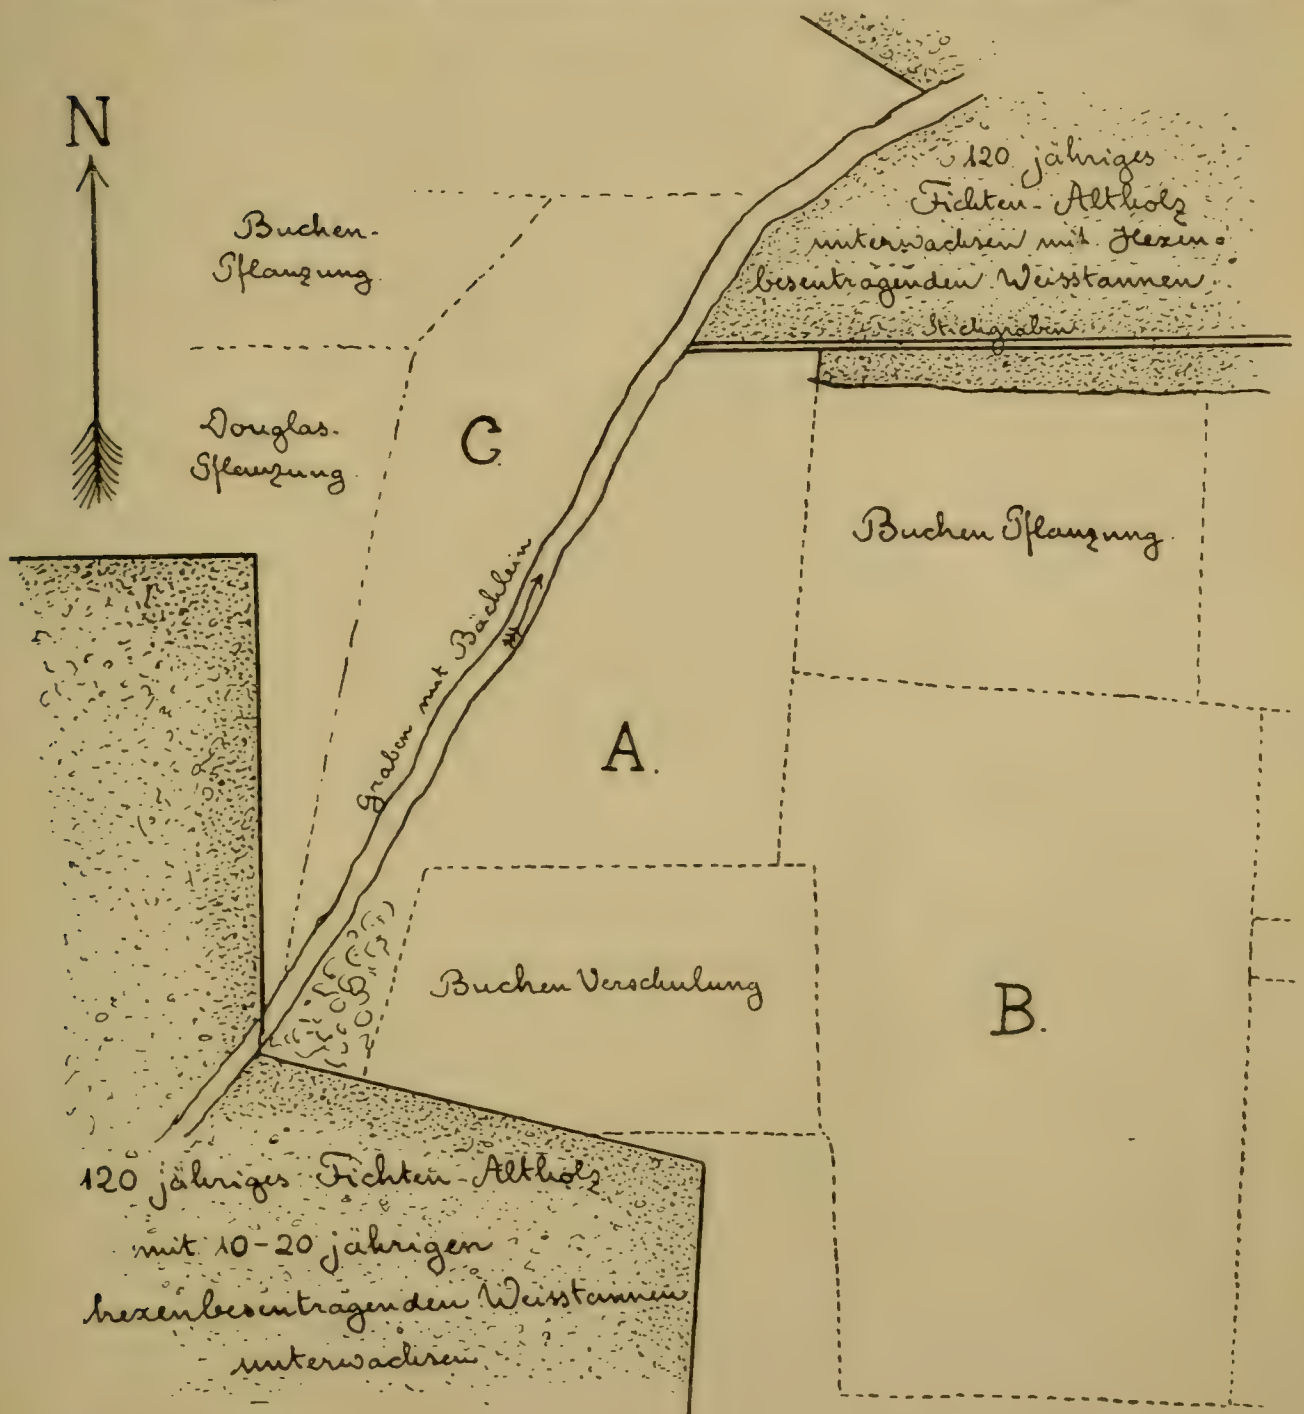 N
120 jähriges
Fichten-Altholz
unterwachsen mit Hexen-
besentragenden Weisstannen
Stichgraben
Buchen-
Pflanzung
Douglas-
Pflanzung
C.
Buchen Pflanzung
Graben mit Bächlein
A.
Buchen Verschulung
B.
120 jähriges Fichten-Altholz
mit 10-20 jährigen
hexenbesentragenden Weisstannen
unterwachsen